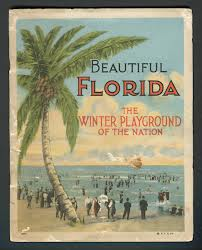 BEAUTIFUL
FLORIDA
THE
WINTER PLAYGROUND
OF THE NATION